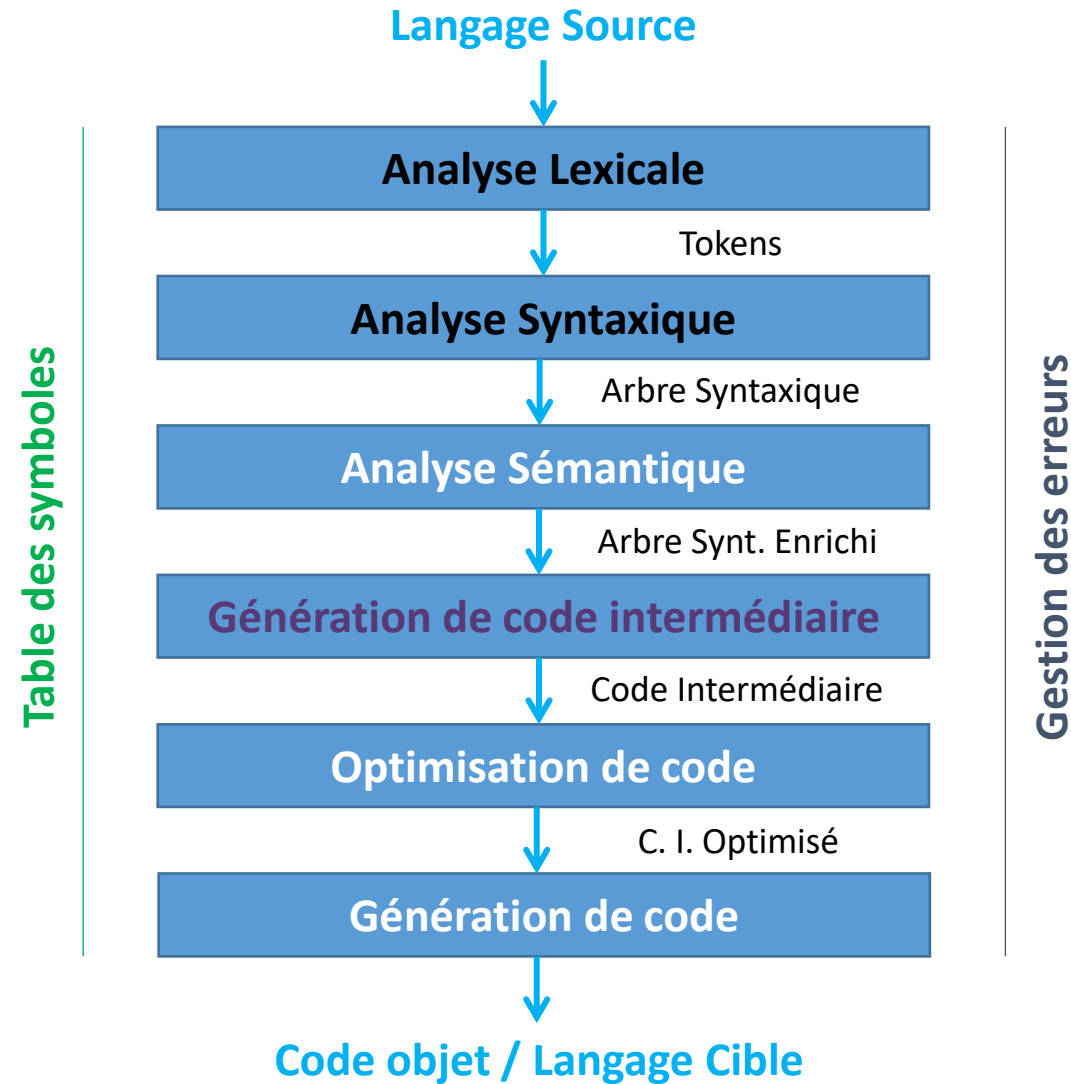 Langage Source
Analyse Lexicale
Tokens
Analyse Syntaxique
Arbre Syntaxique
Analyse Sémantique
Arbre Synt. Enrichi
Génération de code intermédiaire
Code Intermédiaire
Optimisation de code
C. I. Optimisé
Génération de code
Code objet / Langage Cible
Table des symboles
Gestion des erreurs